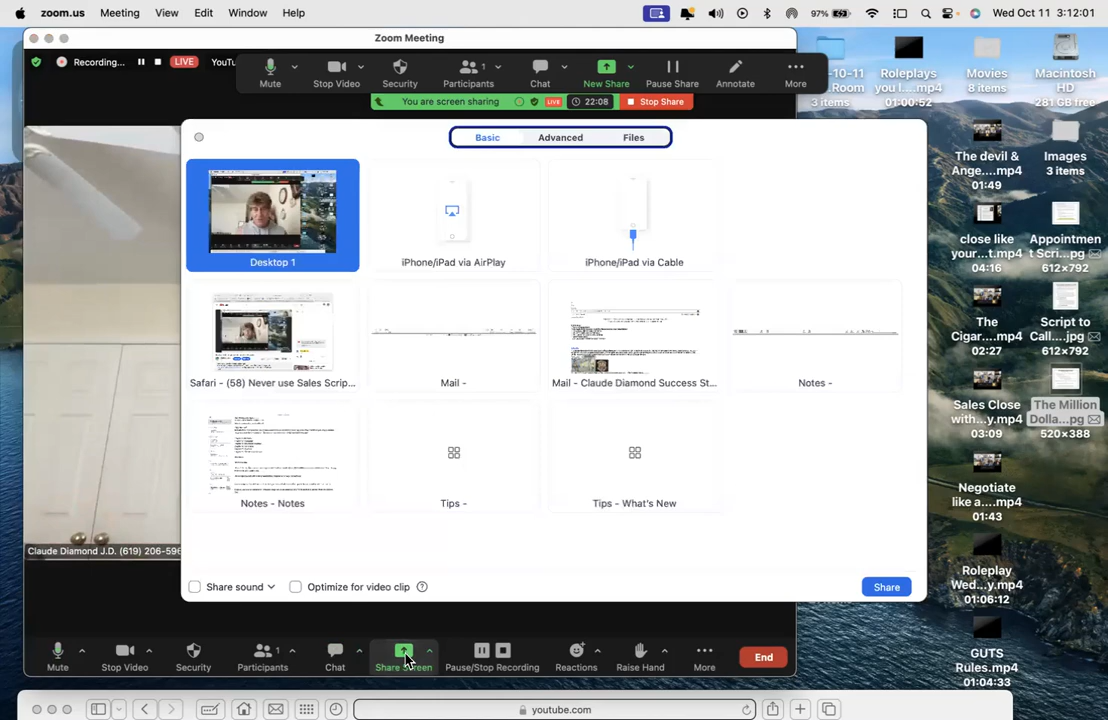 zoom.us Meeting View Edit Window Help
97% Wed Oct 11 3:12:01
Zoom Meeting
Recording... LIVE YouTu
Mute Stop Video Security Participants 1 Chat New Share Pause Share Annotate More
You are screen sharing LIVE 22:08 Stop Share
Basic Advanced Files
Desktop 1
iPhone/iPad via AirPlay
iPhone/iPad via Cable
Safari - (58) Never use Sales Scrip...
Mail -
Mail - Claude Diamond Success St...
Notes -
Notes - Notes
Tips -
Tips - What's New
Share sound
Optimize for video clip ?
Share
Claude Diamond J.D. (619) 206-596
Mute Stop Video Security Participants 1 Chat Share Screen Pause/Stop Recording Reactions Raise Hand More End
youtube.com
-10-11
.Room
3 items
Roleplays
you l....mp4
01:00:52
Movies
8 items
Macintosh
HD
281 GB free
The devil &
Ange....mp4
01:49
Images
3 items
close like
your...t.mp4
04:16
Appointmen
t Scri...pg
612×792
The
Cigar....mp4
02:27
Script to
Call....jpg
612×792
Sales Close
with...y.mp4
03:09
The Million
Dolla...pg
520×388
Negotiate
like a....mp4
01:43
Roleplay
Wed...y.mp4
01:06:12
GUTS
Rules.mp4
01:04:33